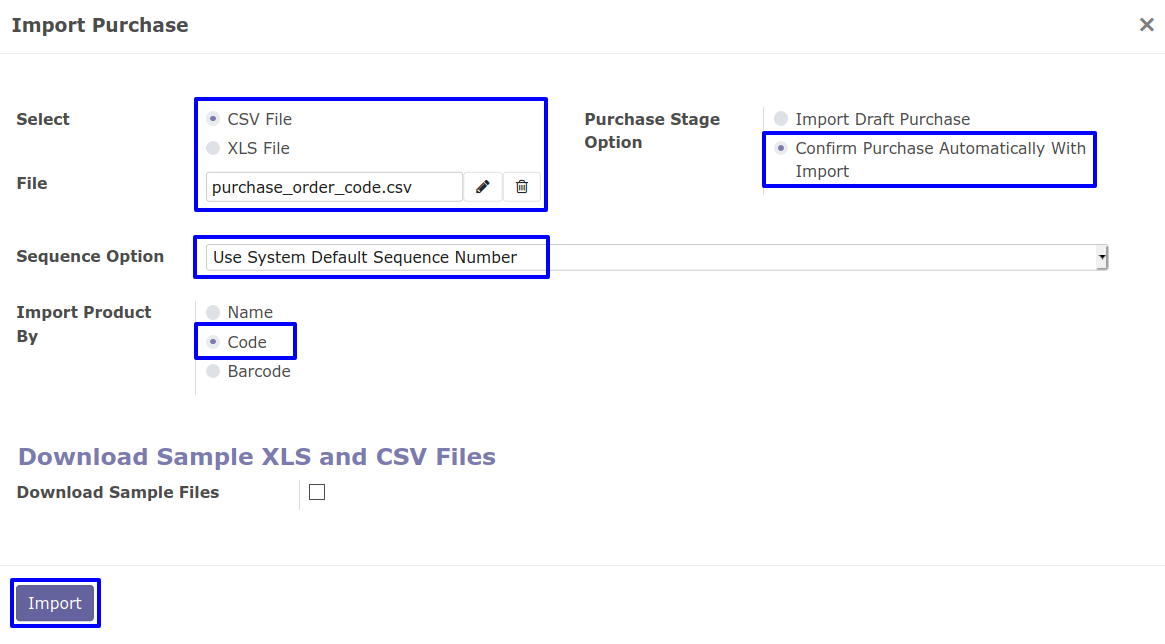 Import Purchase
×
Select
CSV File
XLS File
File
purchase_order_code.csv
Purchase Stage
Option
Import Draft Purchase
Confirm Purchase Automatically With
Import
Sequence Option
Use System Default Sequence Number
Import Product
By
Name
Code
Barcode
Download Sample XLS and CSV Files
Download Sample Files
Import